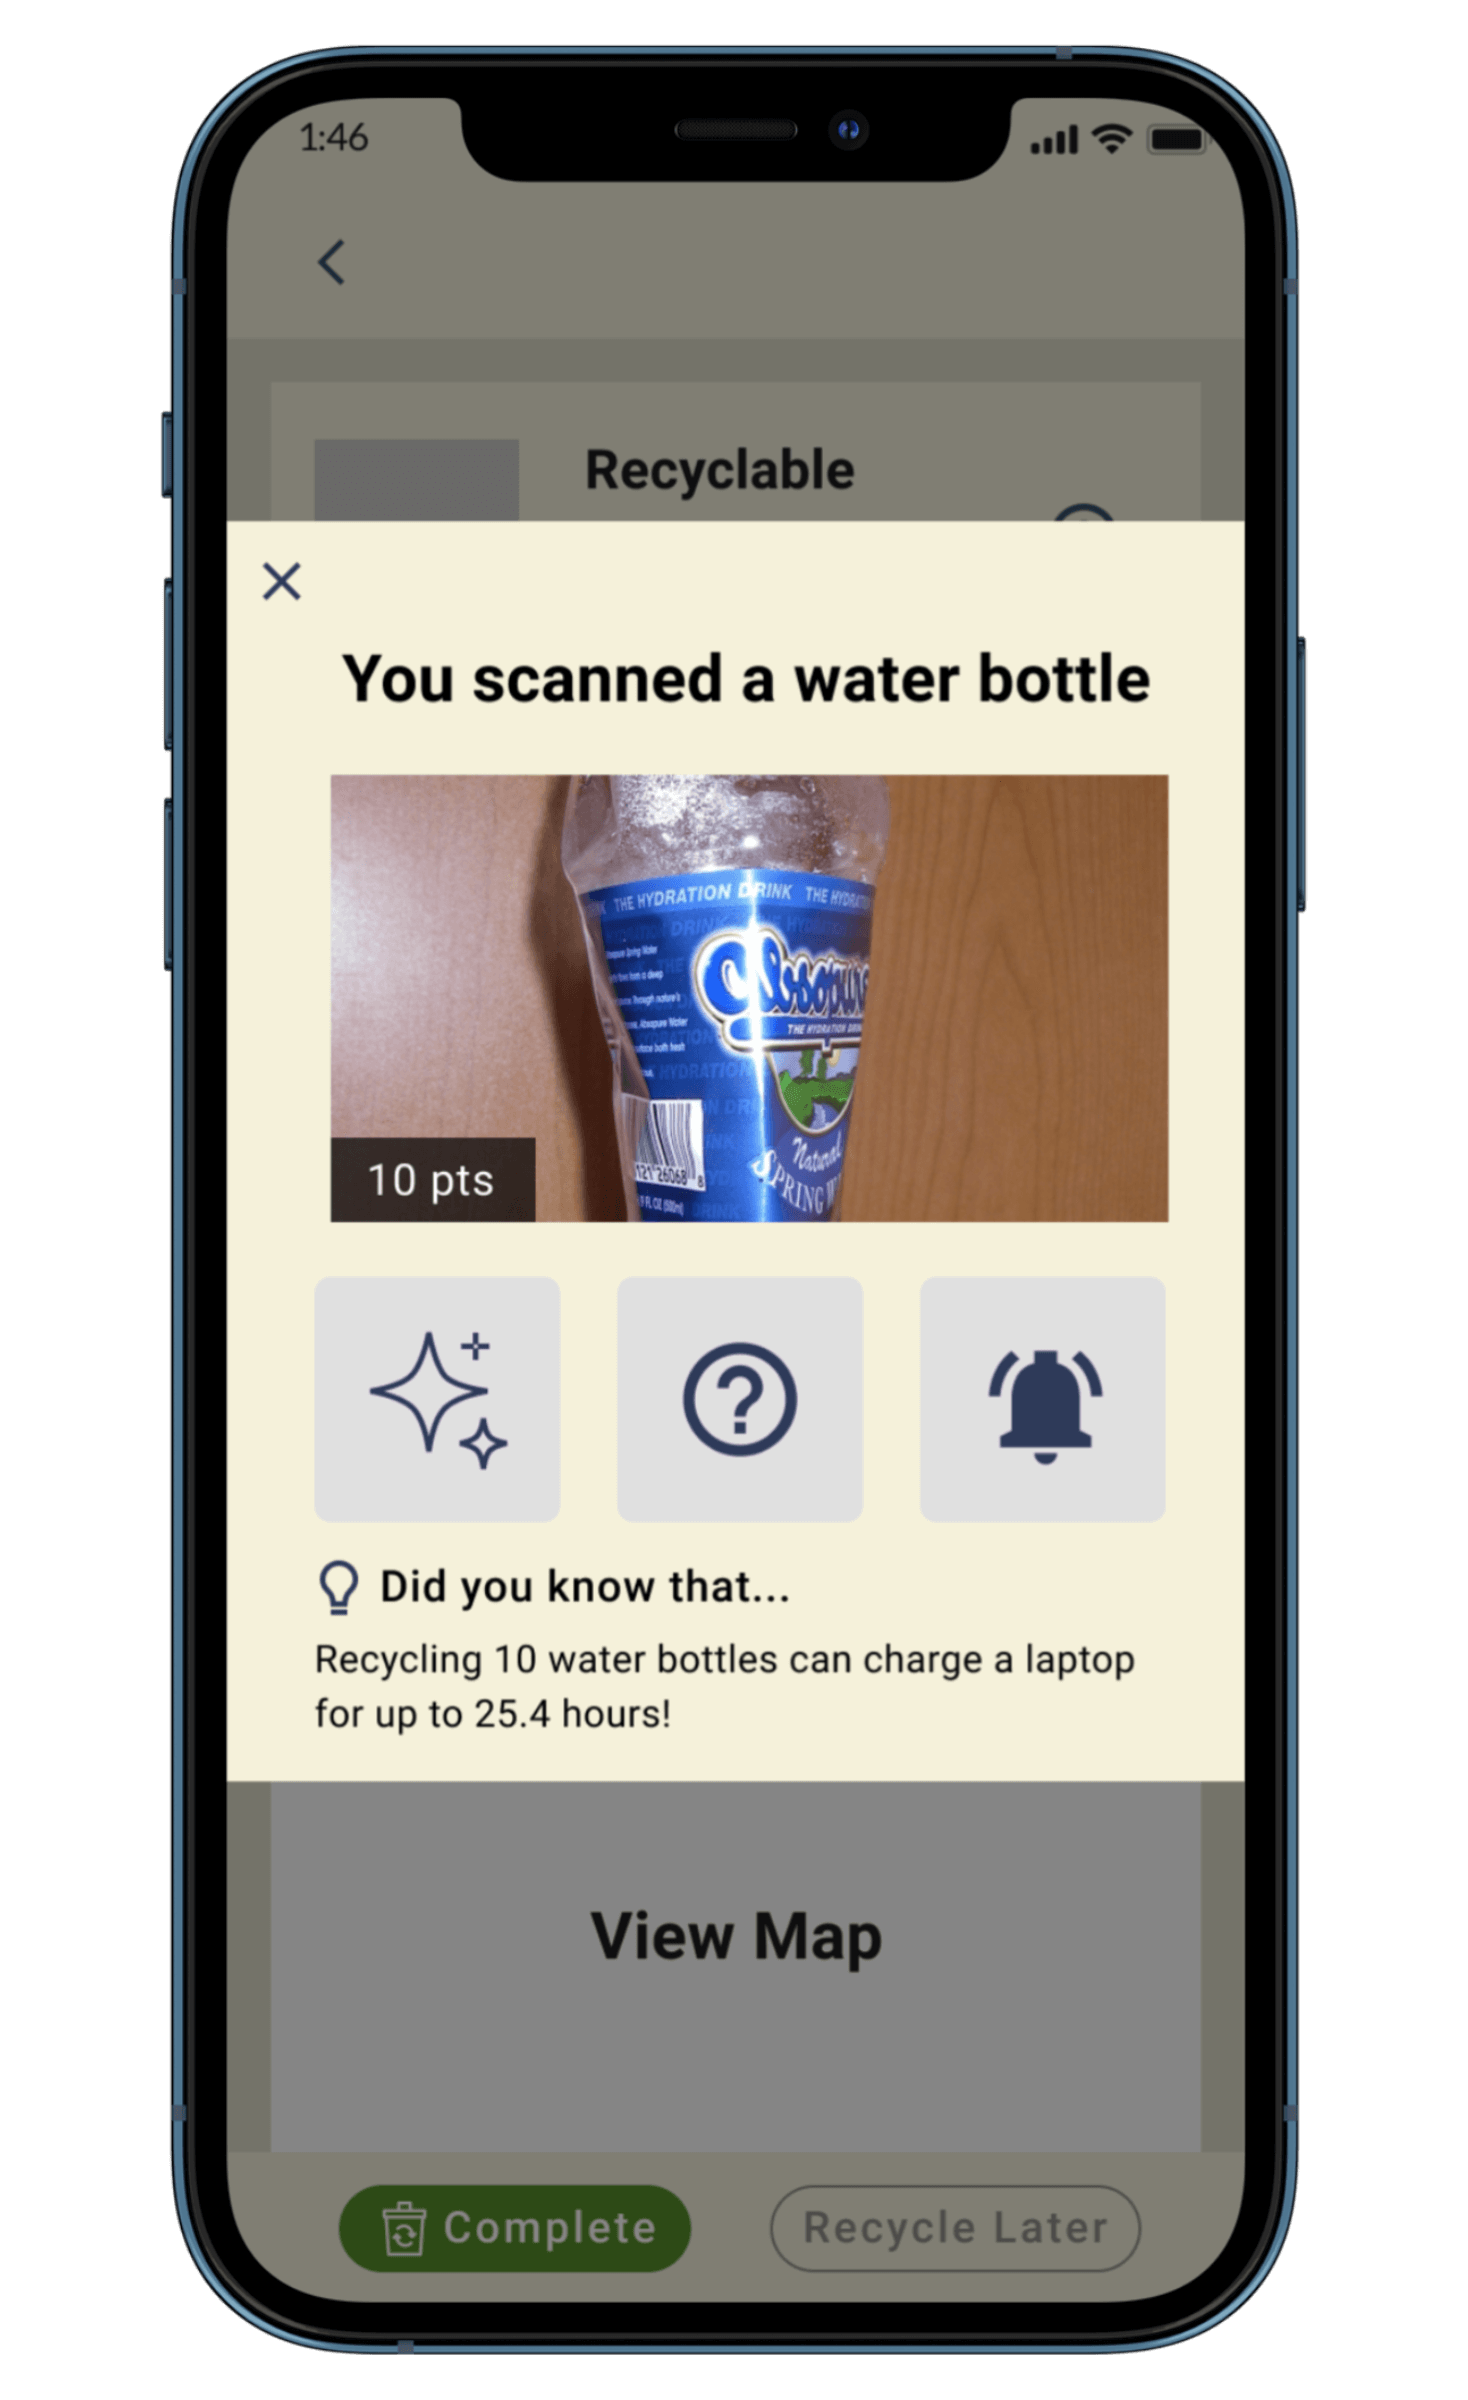 1:46
Recyclable
You scanned a water bottle
THE HYDRATION DRINK THE
Absopure
THE HYDRATION
Natural
SPRING
10 pts
Did you know that...
Recycling 10 water bottles can charge a laptop
for up to 25.4 hours!
View Map
Complete
Recycle Later